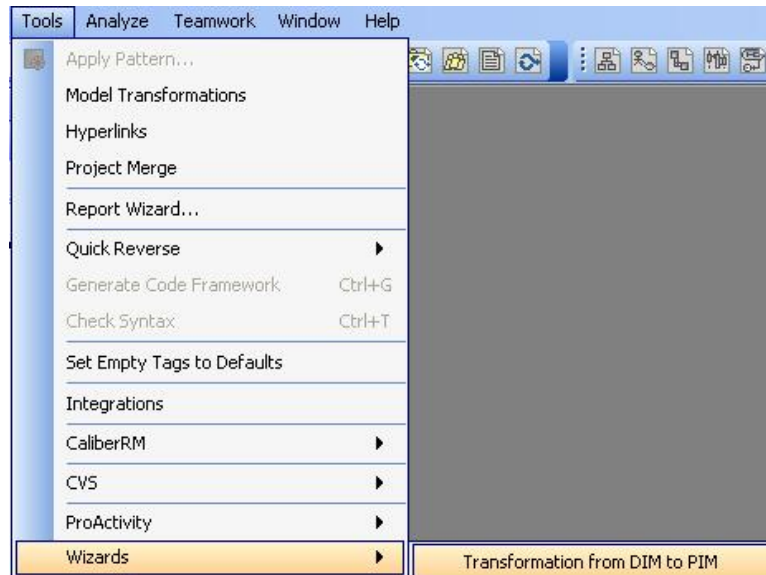 Tools Analyze Teamwork Window Help
Apply Pattern...
Model Transformations
Hyperlinks
Project Merge
Report Wizard...
Quick Reverse
Generate Code Framework Ctrl+G
Check Syntax Ctrl+T
Set Empty Tags to Defaults
Integrations
CaliberRM
CVS
ProActivity
Wizards
Transformation from DIM to PIM